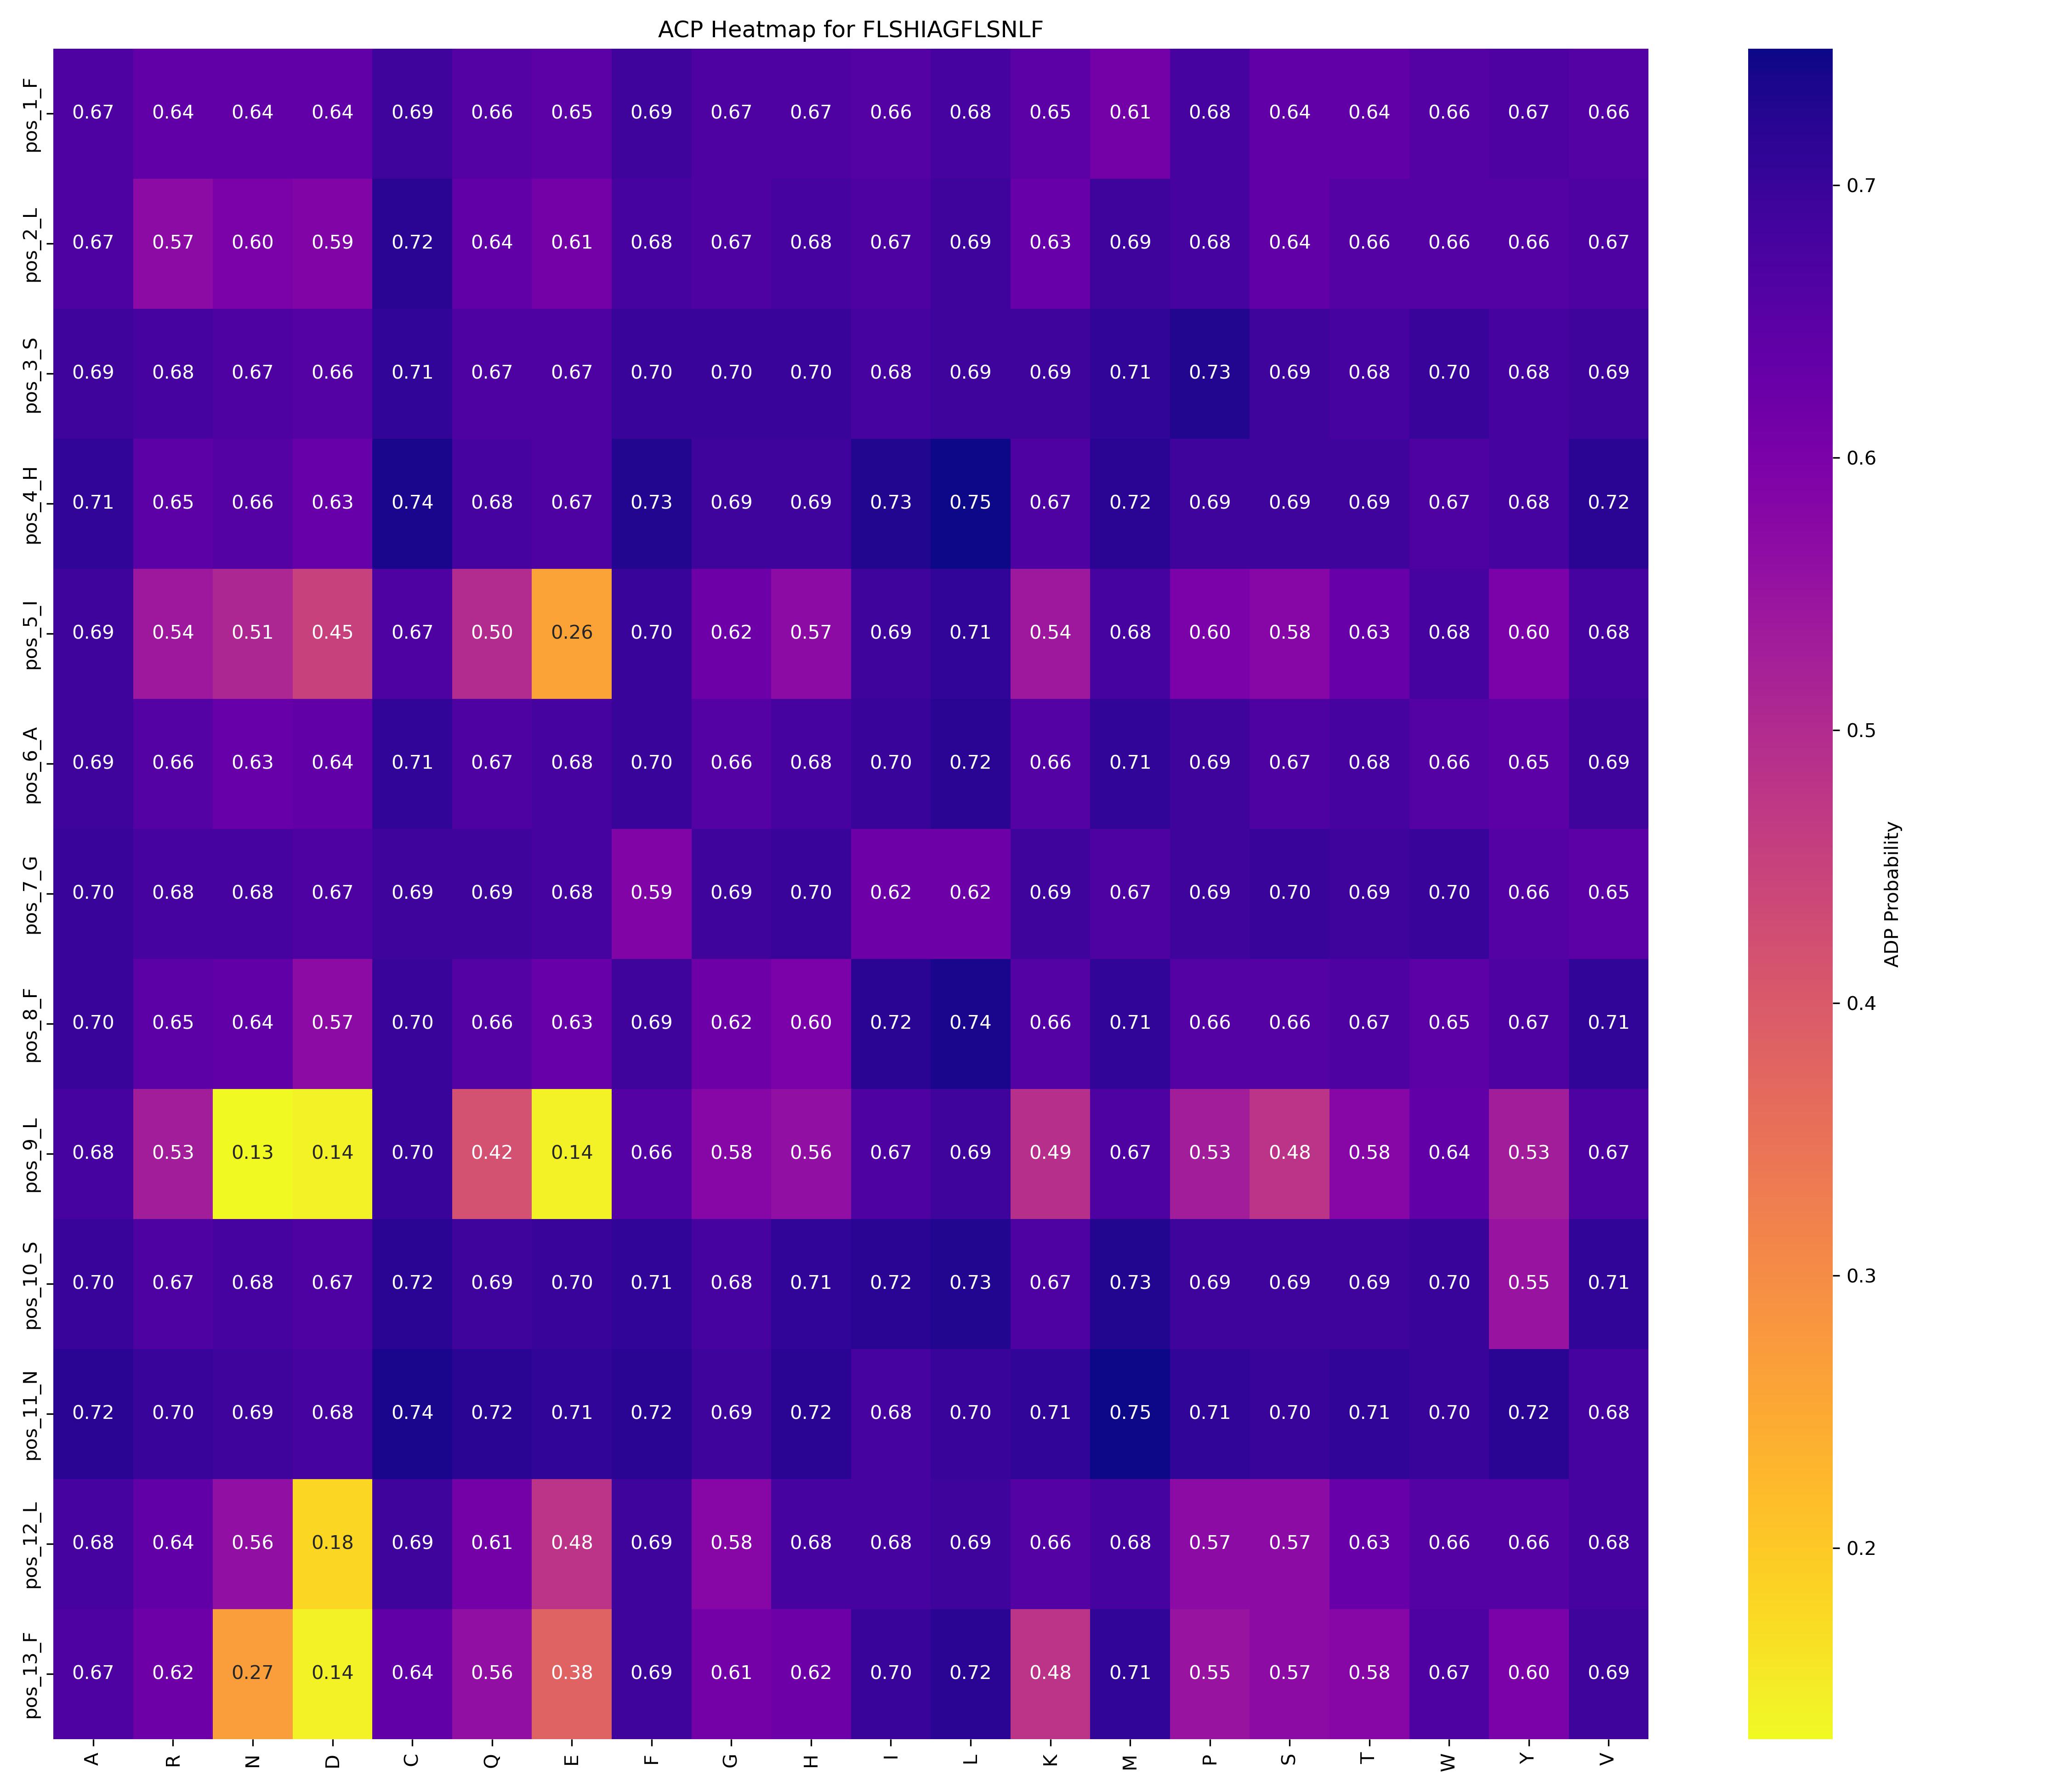 ACP Heatmap for FLSHIAGFLSNLF
pos_1_F 0.67 0.64 0.64 0.64 0.69 0.66 0.65 0.69 0.67 0.67 0.66 0.68 0.65 0.61 0.68 0.64 0.64 0.66 0.67 0.66
pos_2_L 0.67 0.57 0.60 0.59 0.72 0.64 0.61 0.68 0.67 0.68 0.67 0.69 0.63 0.69 0.68 0.64 0.66 0.66 0.66 0.67
pos_3_S 0.69 0.68 0.67 0.66 0.71 0.67 0.67 0.70 0.70 0.70 0.68 0.69 0.69 0.71 0.73 0.69 0.68 0.70 0.68 0.69
pos_4_H 0.71 0.65 0.66 0.63 0.74 0.68 0.67 0.73 0.69 0.69 0.73 0.75 0.67 0.72 0.69 0.69 0.69 0.67 0.68 0.72
pos_5_I 0.69 0.54 0.51 0.45 0.67 0.50 0.26 0.70 0.62 0.57 0.69 0.71 0.54 0.68 0.60 0.58 0.63 0.68 0.60 0.68
pos_6_A 0.69 0.66 0.63 0.64 0.71 0.67 0.68 0.70 0.66 0.68 0.70 0.72 0.66 0.71 0.69 0.67 0.68 0.66 0.65 0.69
pos_7_G 0.70 0.68 0.68 0.67 0.69 0.69 0.68 0.59 0.69 0.70 0.62 0.62 0.69 0.67 0.69 0.70 0.69 0.70 0.66 0.65
pos_8_F 0.70 0.65 0.64 0.57 0.70 0.66 0.63 0.69 0.62 0.60 0.72 0.74 0.66 0.71 0.66 0.66 0.67 0.65 0.67 0.71
pos_9_L 0.68 0.53 0.13 0.14 0.70 0.42 0.14 0.66 0.58 0.56 0.67 0.69 0.49 0.67 0.53 0.48 0.58 0.64 0.53 0.67
pos_10_S 0.70 0.67 0.68 0.67 0.72 0.69 0.70 0.71 0.68 0.71 0.72 0.73 0.67 0.73 0.69 0.69 0.69 0.70 0.55 0.71
pos_11_N 0.72 0.70 0.69 0.68 0.74 0.72 0.71 0.72 0.69 0.72 0.68 0.70 0.71 0.75 0.71 0.70 0.71 0.70 0.72 0.68
pos_12_L 0.68 0.64 0.56 0.18 0.69 0.61 0.48 0.69 0.58 0.68 0.68 0.69 0.66 0.68 0.57 0.57 0.63 0.66 0.66 0.68
pos_13_F 0.67 0.62 0.27 0.14 0.64 0.56 0.38 0.69 0.61 0.62 0.70 0.72 0.48 0.71 0.55 0.57 0.58 0.67 0.60 0.69
A R N D C Q E F G H I L K M P S T W Y V
0.7
0.6
0.5
0.4
0.3
0.2
ADP Probability